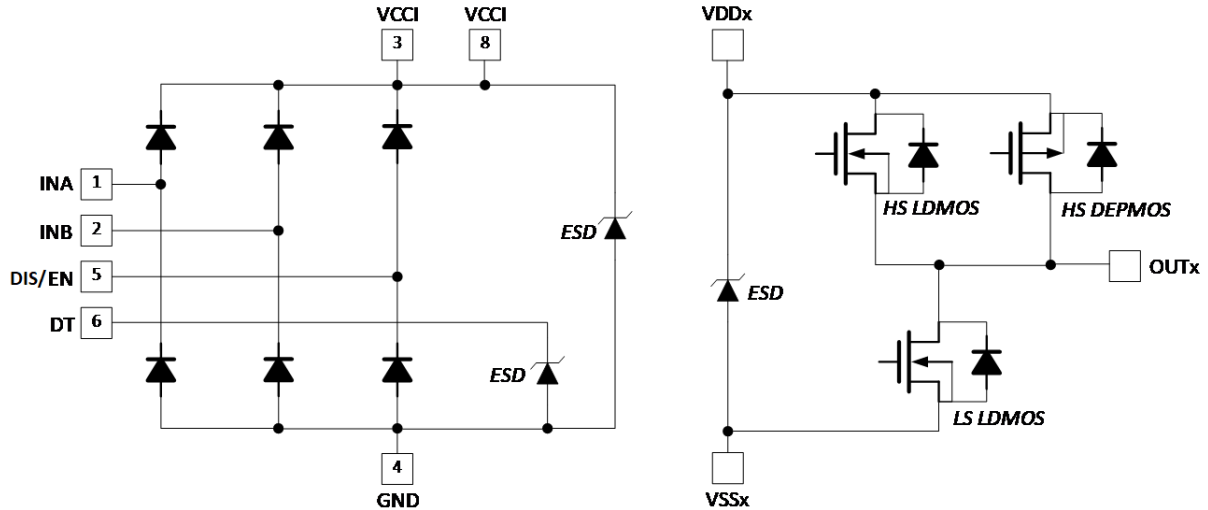 VCCI
VCCI
VDDx
3
8
INA
1
INB
2
DIS/EN
5
DT
6
ESD
ESD
ESD
HS LDMOS
HS DEPMOS
OUTx
LS LDMOS
4
GND
VSSx